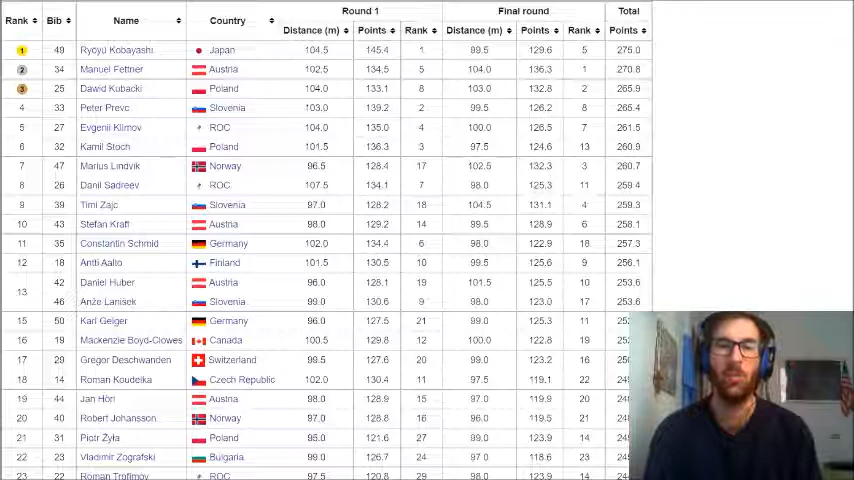 Round 1 Final round Total
Rank Bib Name Country Distance (m) Points Rank Distance (m) Points Rank Points
1 49 Ryoyu Kobayashi Japan 104.5 145.4 1 99.5 129.6 5 275.0
2 34 Manuel Fettner Austria 102.5 134.5 5 104.0 136.3 1 270.8
3 25 Dawid Kubacki Poland 104.0 133.1 8 103.0 132.8 2 265.9
4 33 Peter Prevc Slovenia 103.0 139.2 2 99.5 126.2 8 265.4
5 27 Evgenii Klimov ROC 104.0 135.0 4 100.0 126.5 7 261.5
6 32 Kamil Stoch Poland 101.5 136.3 3 97.5 124.6 13 260.9
7 47 Marius Lindvik Norway 96.5 128.4 17 102.5 132.3 3 260.7
8 26 Danil Sadreev ROC 107.5 134.1 7 98.0 125.3 11 259.4
9 39 Timi Zajc Slovenia 97.0 128.2 18 104.5 131.1 4 259.3
10 43 Stefan Kraft Austria 98.0 129.2 14 99.5 128.9 6 258.1
11 35 Constantin Schmid Germany 102.0 134.4 6 98.0 122.9 18 257.3
12 18 Antti Aalto Finland 101.5 130.5 10 99.5 125.6 9 256.1
13 42 Daniel Huber Austria 96.0 128.1 19 101.5 125.5 10 253.6
46 Anže Lanišek Slovenia 99.0 130.6 9 98.0 123.0 17 253.6
15 50 Karl Geiger Germany 96.0 127.5 21 99.0 125.3 11
16 19 Mackenzie Boyd-Clowes Canada 100.5 129.8 12 100.0 122.8 19
17 29 Gregor Deschwanden Switzerland 99.5 127.6 20 99.0 123.2 16
18 14 Roman Koudelka Czech Republic 102.0 130.4 11 97.5 119.1 22
19 44 Jan Hörl Austria 98.0 128.9 15 97.0 119.9 20
20 40 Robert Johansson Norway 97.0 128.8 16 96.0 119.5 21
21 31 Piotr Żyła Poland 95.0 121.6 27 99.0 123.9 14
22 23 Vladimir Zografski Bulgaria 99.0 126.7 24 97.0 118.6 23
23 22 Roman Trofimov ROC 97.5 120.8 29 98.0 123.9 14